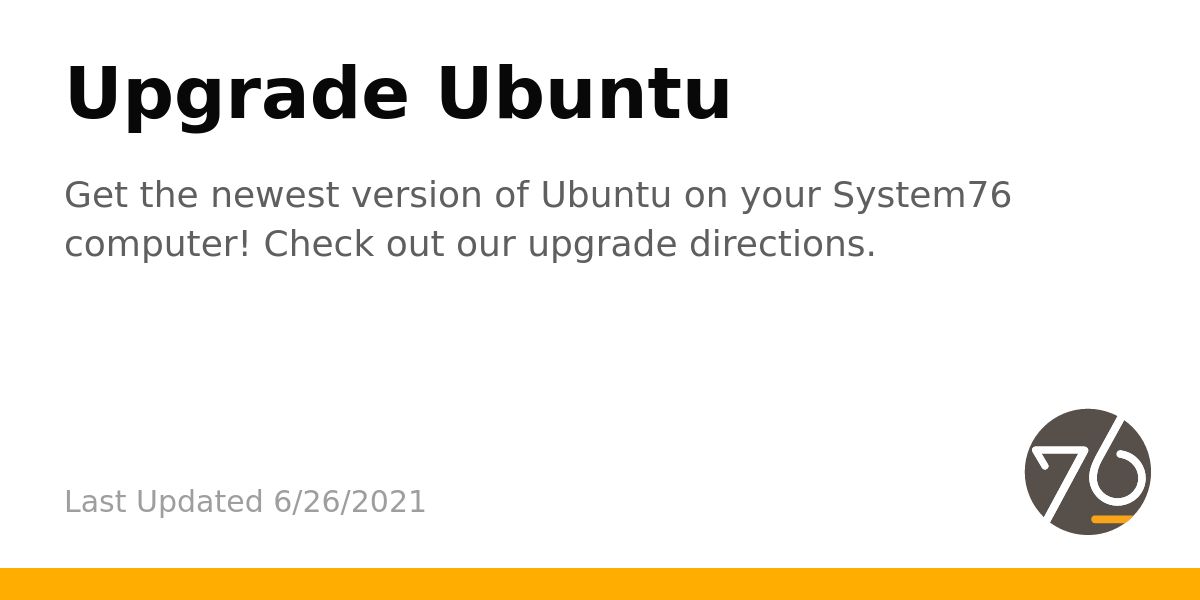 Upgrade Ubuntu
Get the newest version of Ubuntu on your System76
computer! Check out our upgrade directions.
Last Updated 6/26/2021
76